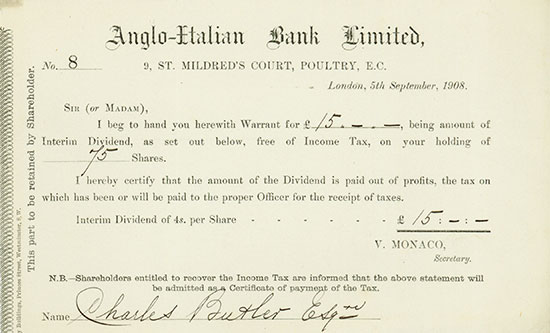 Anglo-Italian Bank Limited,
No. 8
9, ST. MILDRED'S COURT, POULTRY, E.C.
London, 5th September, 1908.
SIR (or MADAM),
I beg to hand you herewith Warrant for £ 15.-.-, being amount of
Interim Dividend, as set out below, free of Income Tax, on your holding of
75 Shares.
I hereby certify that the amount of the Dividend is paid out of profits, the tax on
which has been or will be paid to the proper Officer for the receipt of taxes.
Interim Dividend of 4s. per Share - - - - - £ 15:-:-
V. MONACO,
Secretary.
N.B.—Shareholders entitled to recover the Income Tax are informed that the above statement will
be admitted as a Certificate of payment of the Tax.
Name Charles Butler Esqre
This part to be retained by Shareholder.
Buildings, Princes Street, Westminster, S.W.